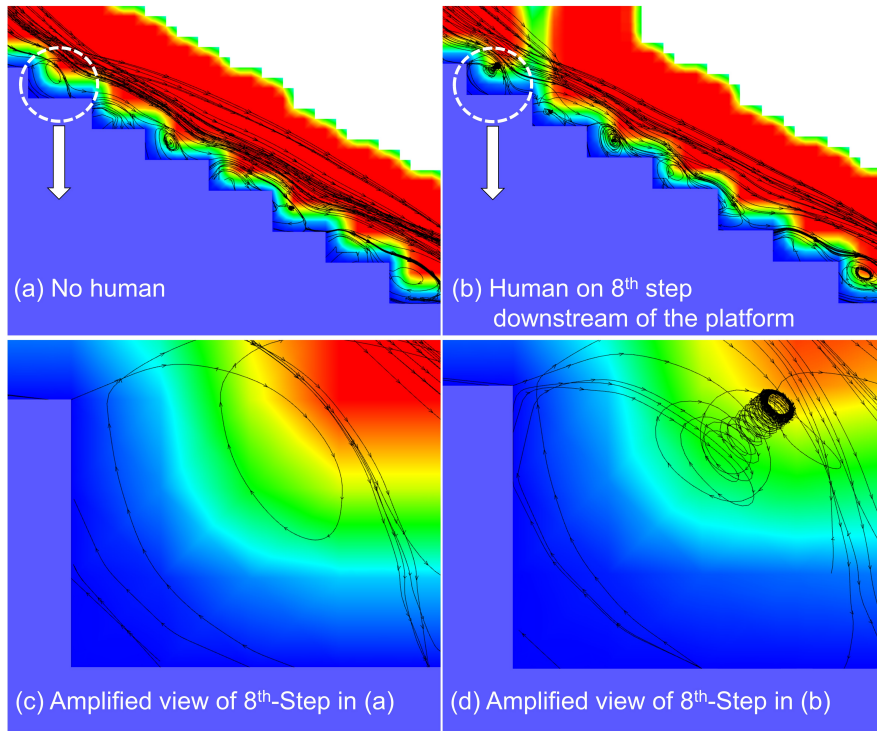 (a) No human
(b) Human on 8th step
downstream of the platform
(c) Amplified view of 8th-Step in (a)
(d) Amplified view of 8th-Step in (b)